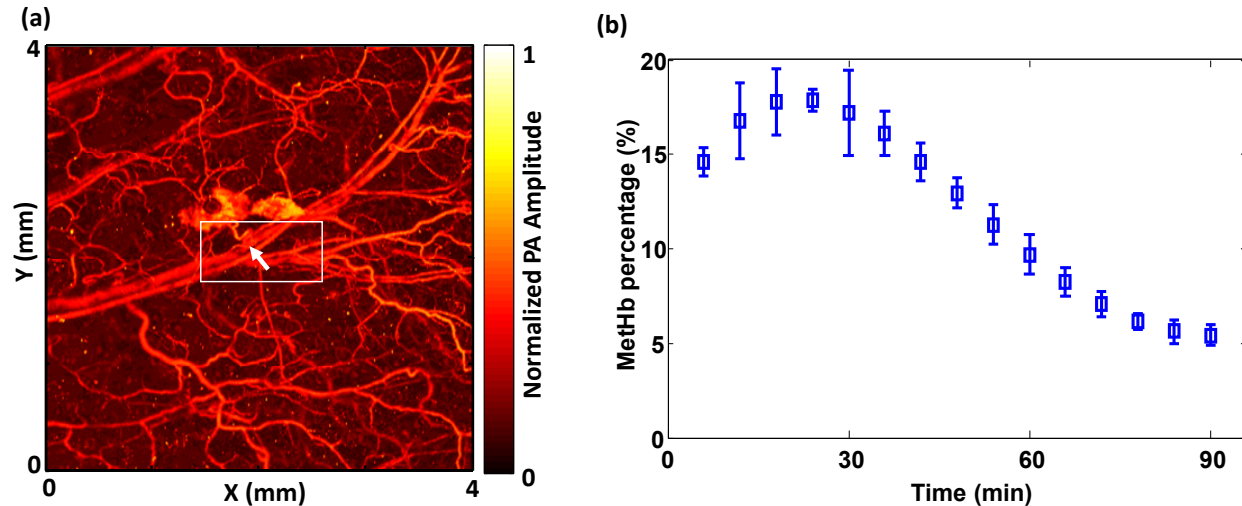 (a)
4
Y (mm)
0
0
X (mm)
4
1
Normalized PA Amplitude
0
(b)
20
15
10
5
0
MetHb percentage (%)
0
30
60
90
Time (min)